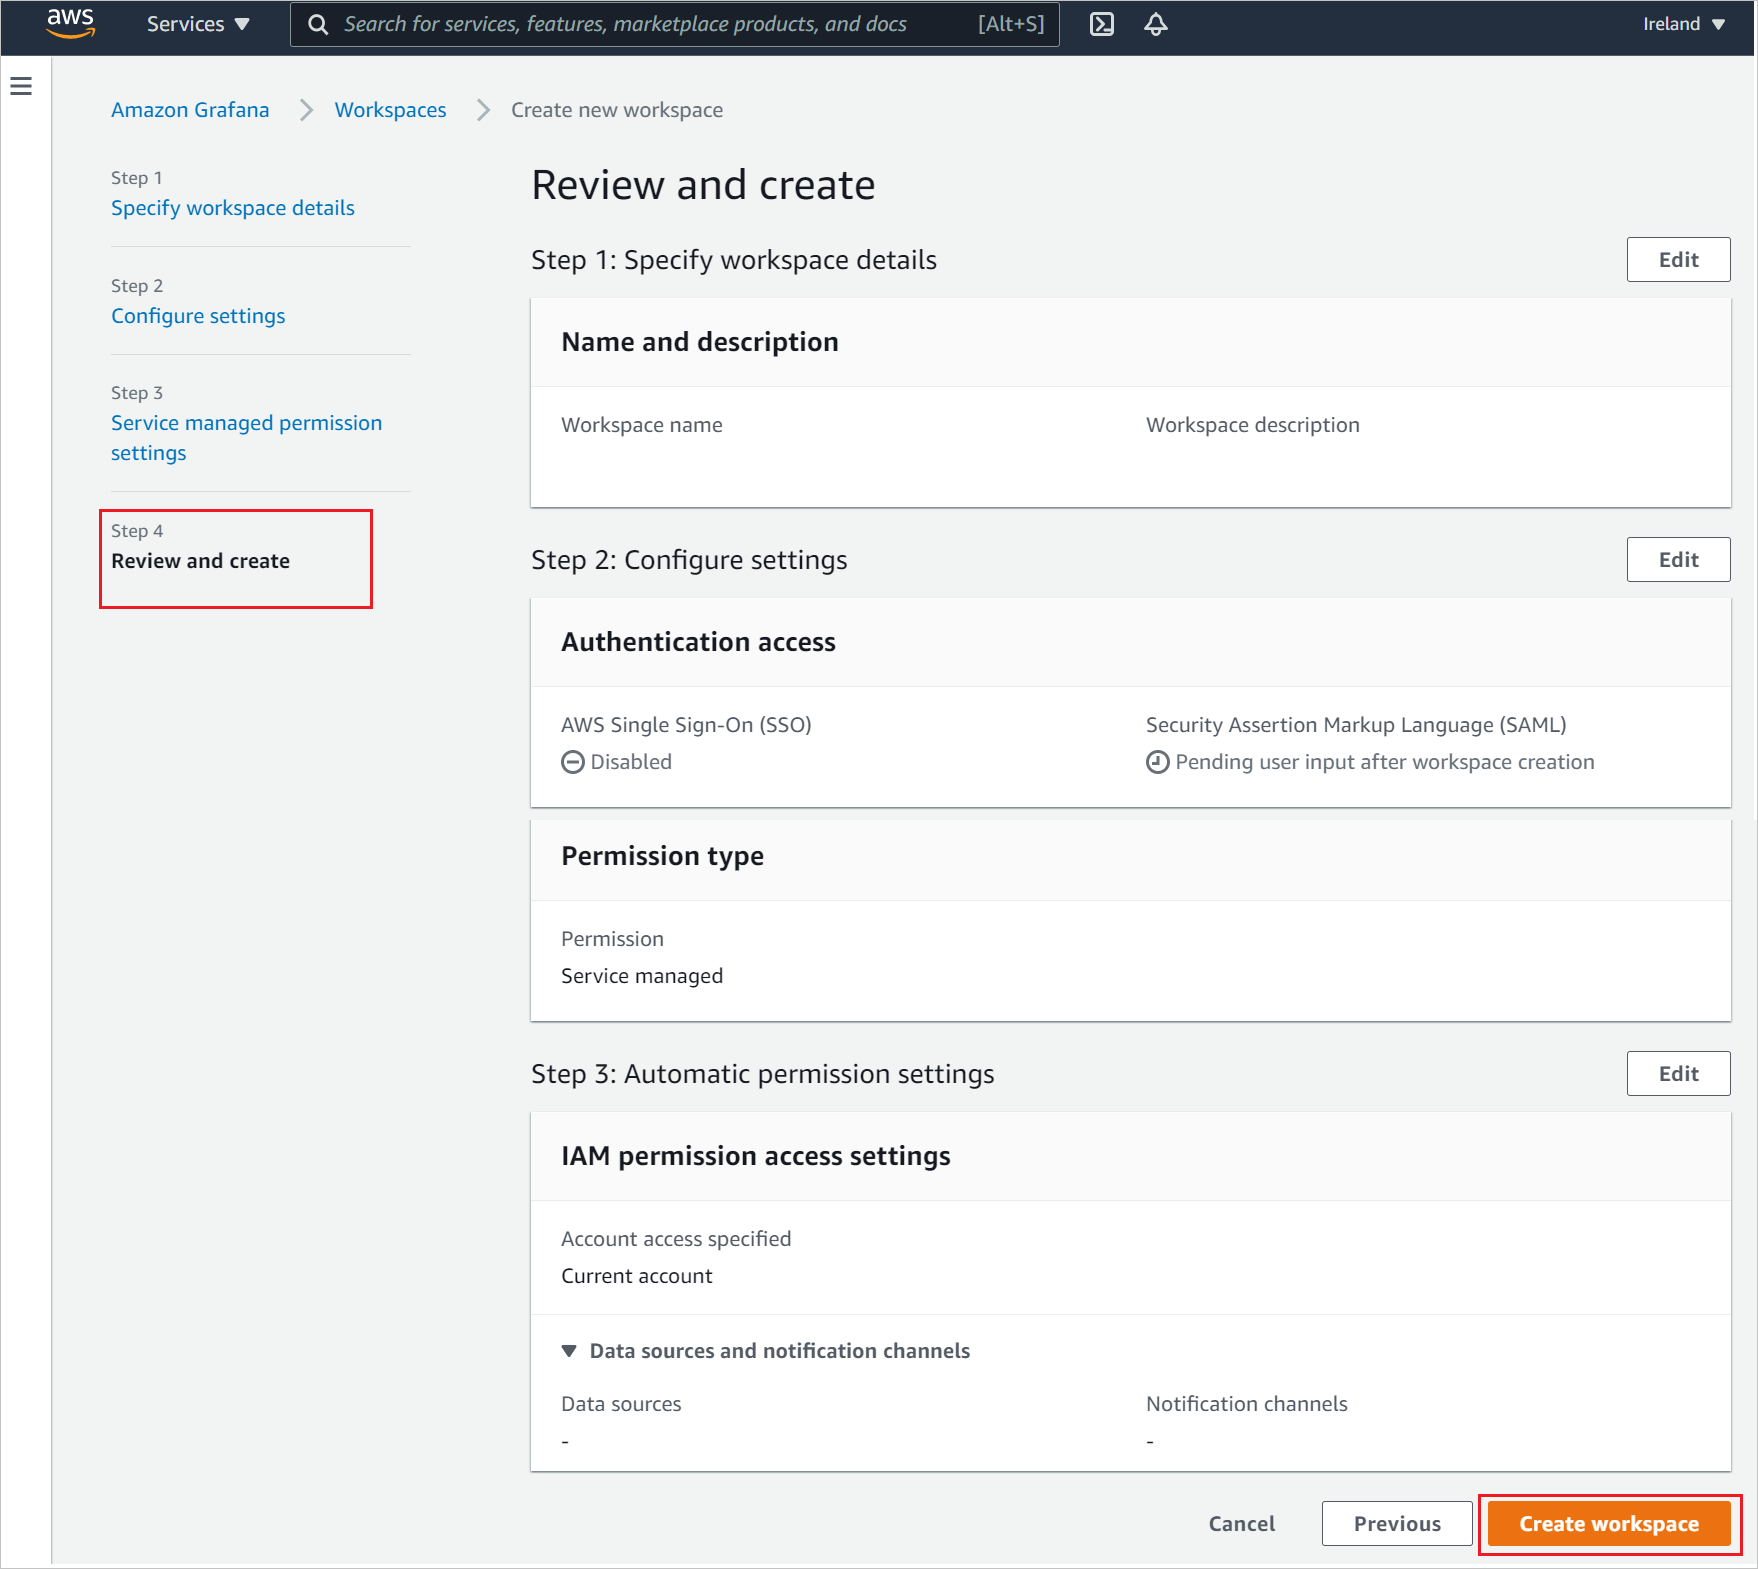 aws
Services
Search for services, features, marketplace products, and docs
[Alt+S]
Ireland
Amazon Grafana
Workspaces
Create new workspace
Step 1
Specify workspace details
Step 2
Configure settings
Step 3
Service managed permission
settings
Step 4
Review and create
Review and create
Step 1: Specify workspace details
Edit
Name and description
Workspace name
Workspace description
Step 2: Configure settings
Edit
Authentication access
AWS Single Sign-On (SSO)
Disabled
Security Assertion Markup Language (SAML)
Pending user input after workspace creation
Permission type
Permission
Service managed
Step 3: Automatic permission settings
Edit
IAM permission access settings
Account access specified
Current account
Data sources and notification channels
Data sources
-
Notification channels
-
Cancel
Previous
Create workspace